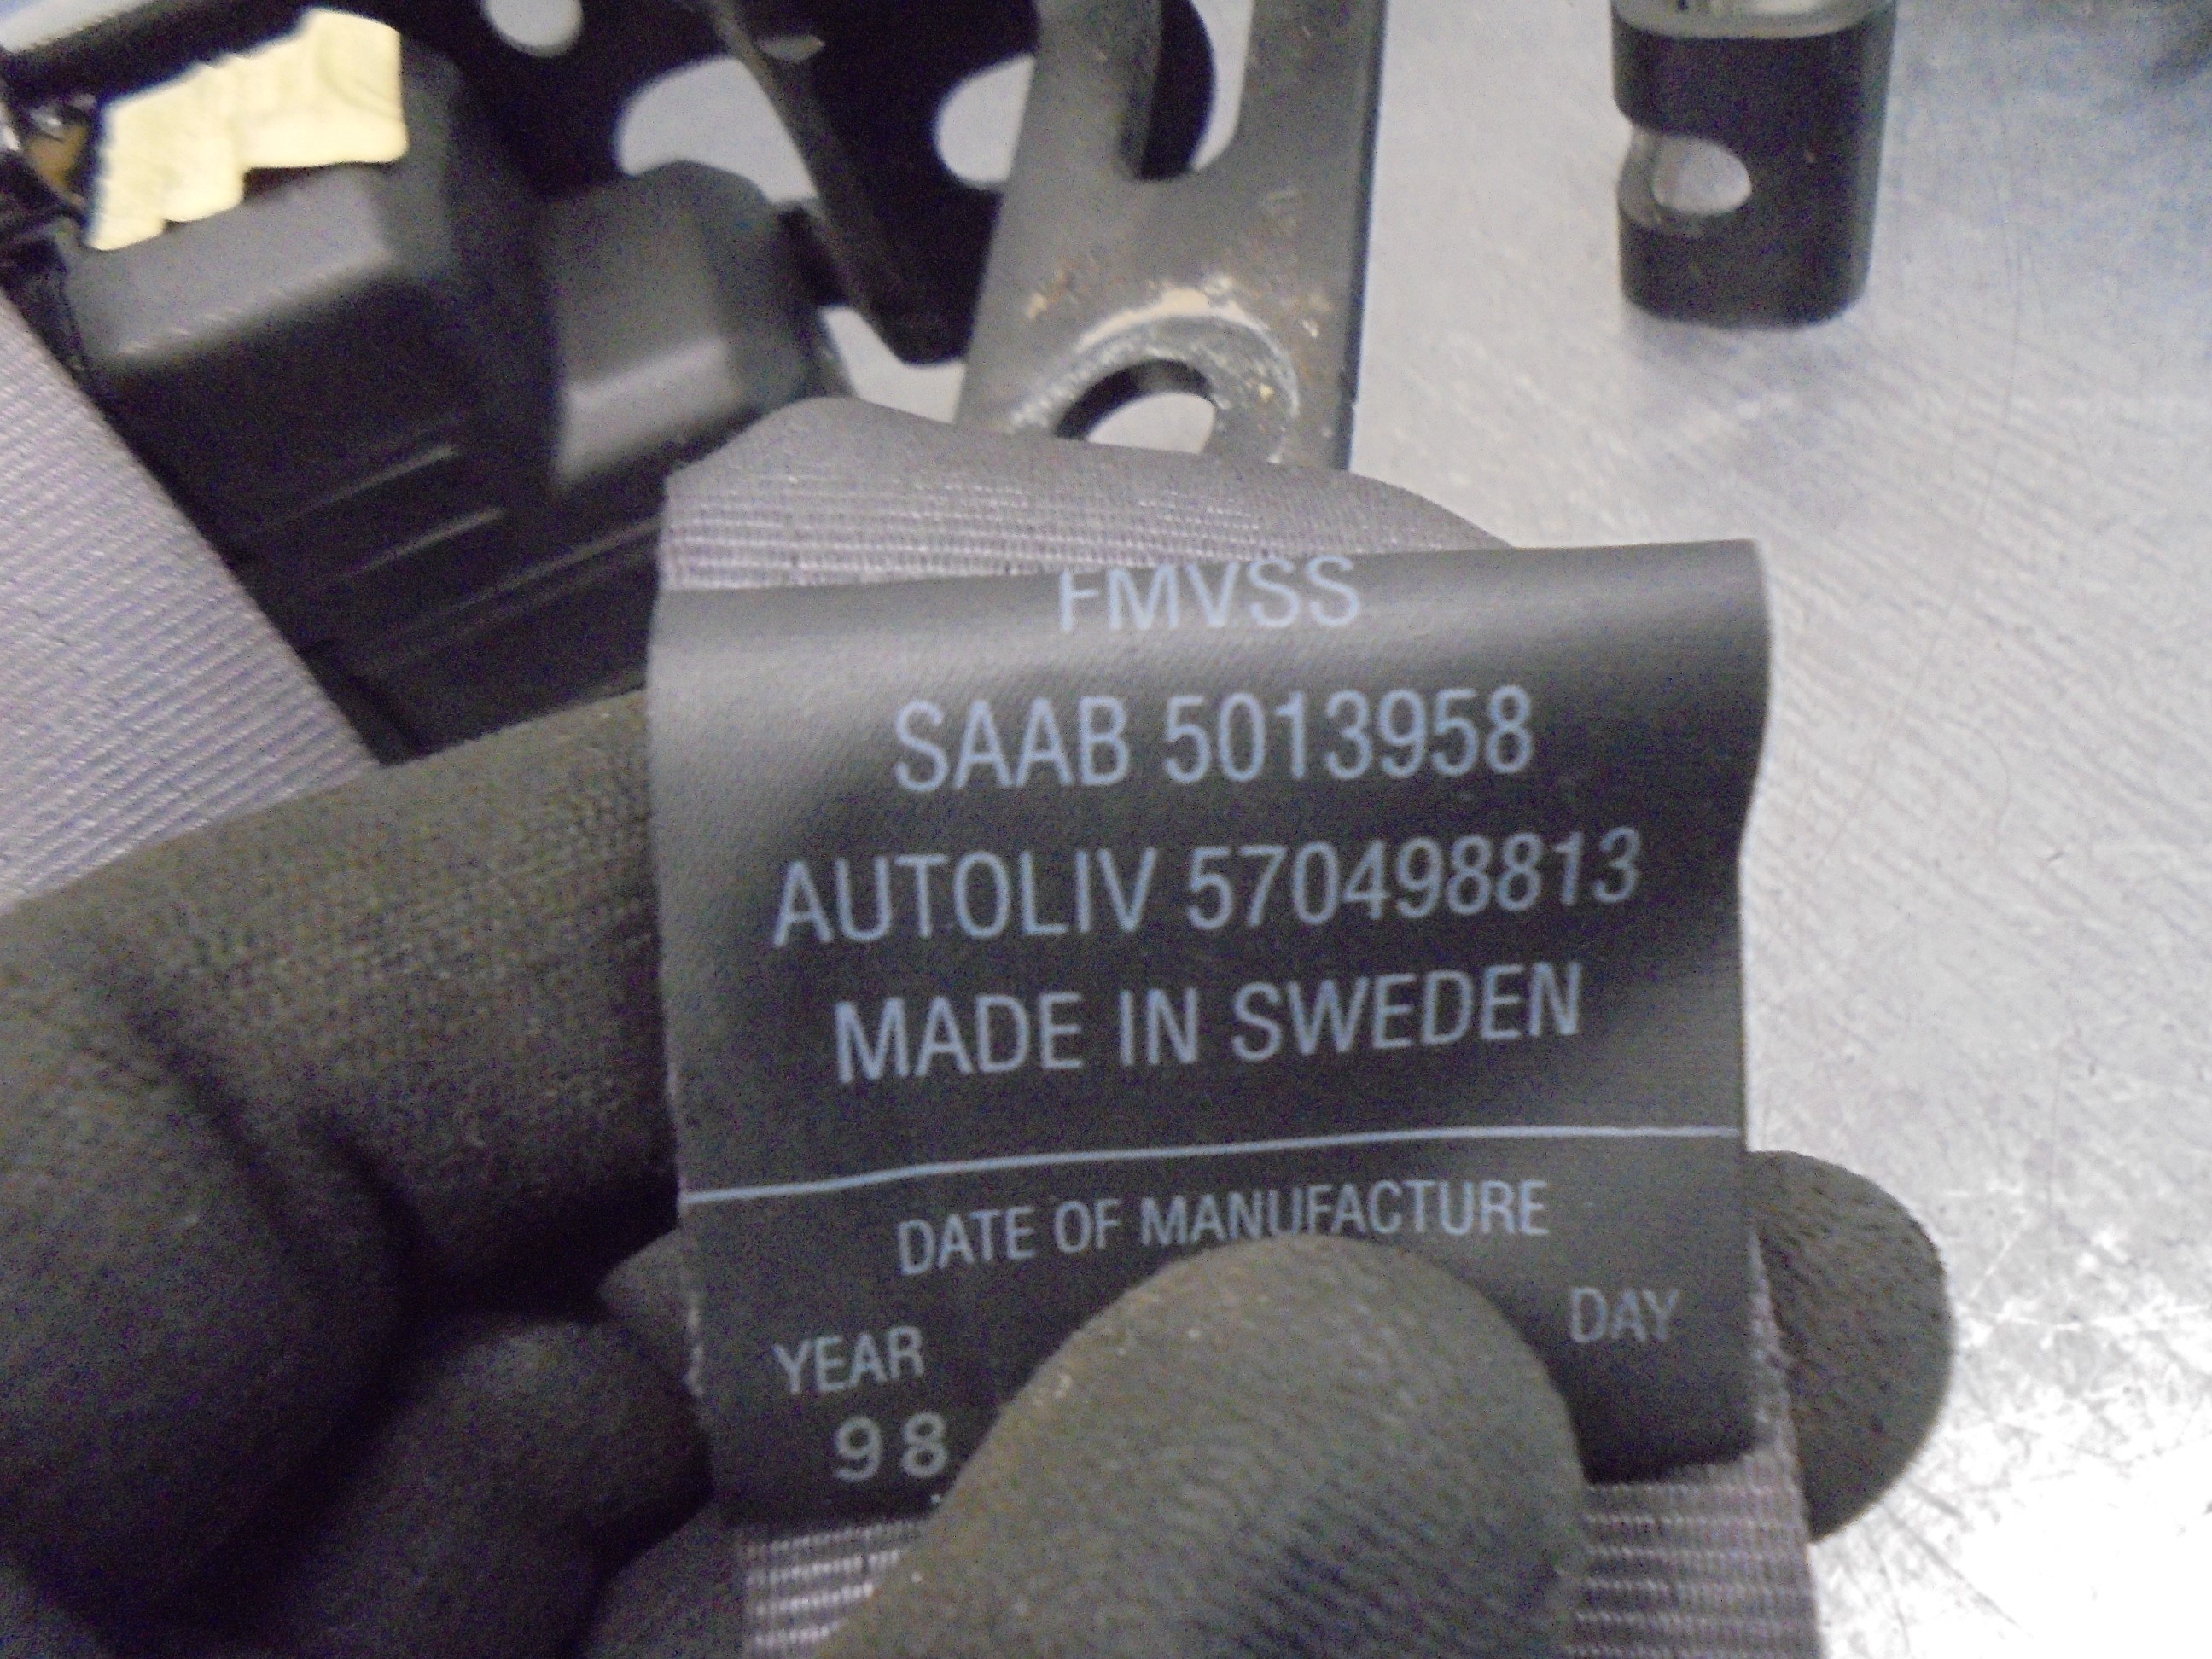 FMVSS
SAAB 5013958
AUTOLIV 570498813
MADE IN SWEDEN
DATE OF MANUFACTURE
YEAR DAY
98